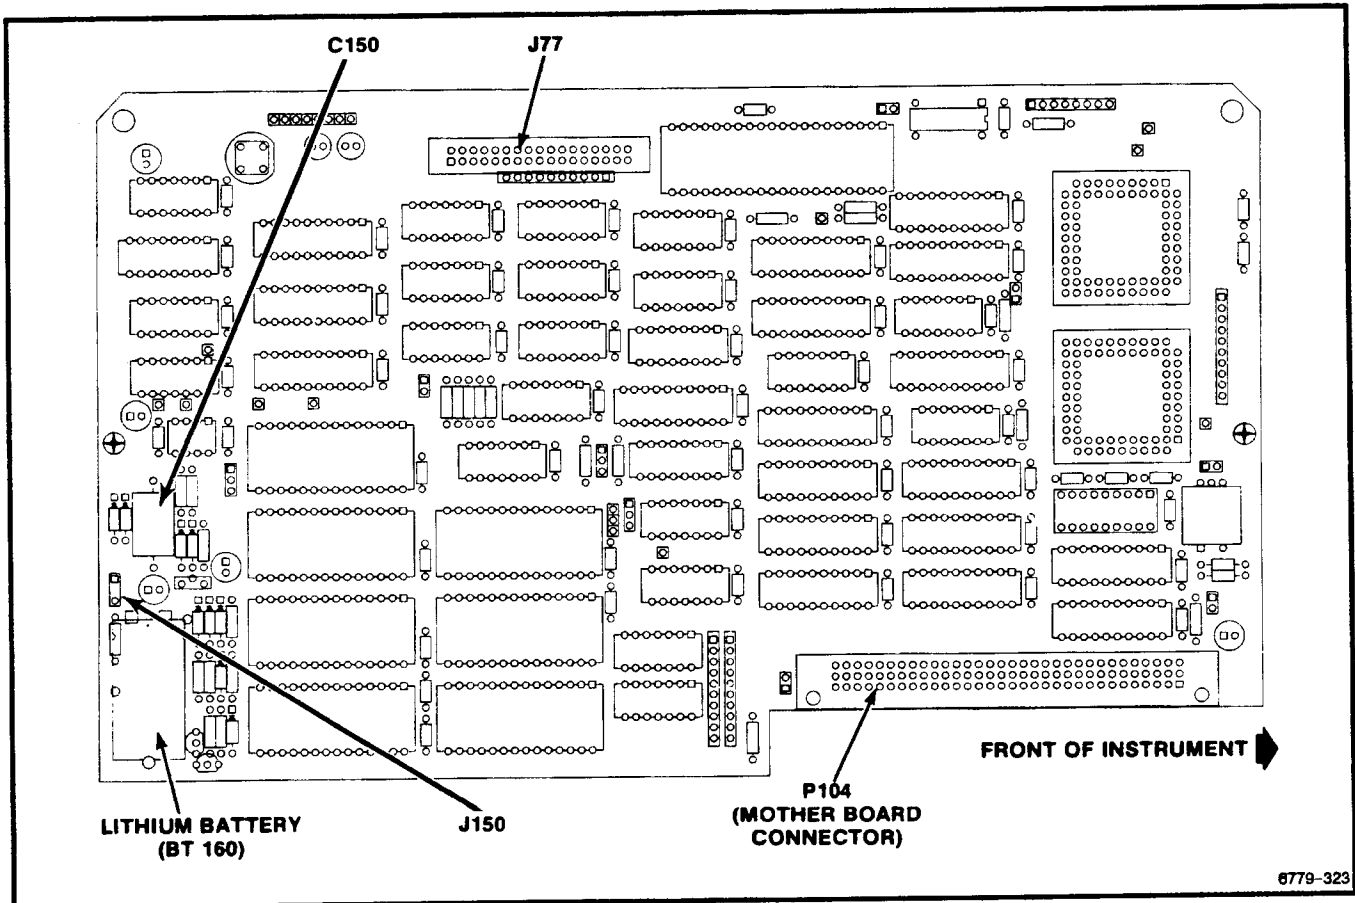 C150
J77
FRONT OF INSTRUMENT
P104
(MOTHER BOARD
CONNECTOR)
LITHIUM BATTERY
(BT 160)
J150
6779-323